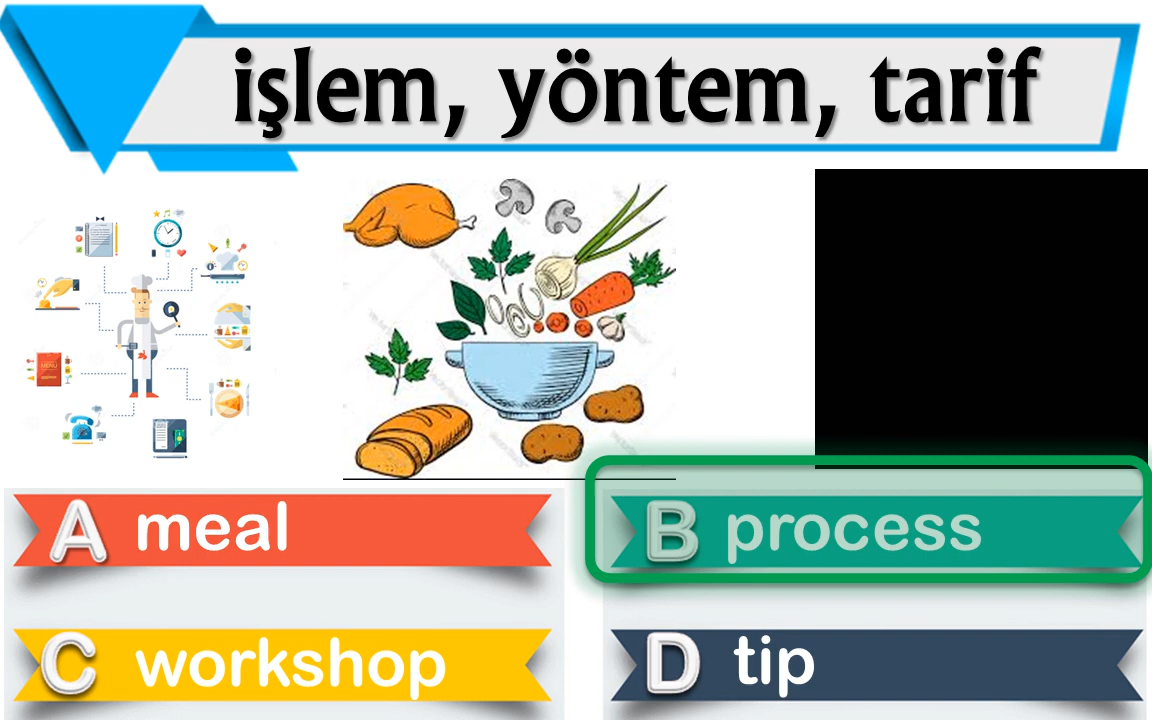 işlem, yöntem, tarif
A meal
B process
C workshop
D tip